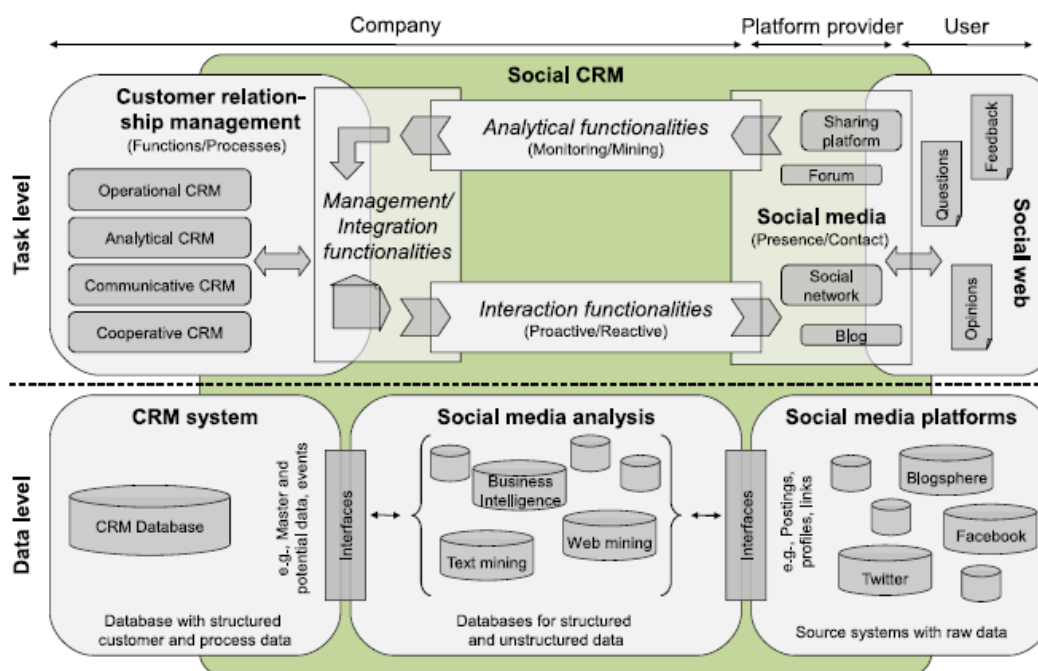 Company
Platform provider
User
Social CRM
Task level
Customer relation-
ship management
(Functions/Processes)
Operational CRM
Analytical CRM
Communicative CRM
Cooperative CRM
Management/
Integration
functionalities
Analytical functionalities
(Monitoring/Mining)
Interaction functionalities
(Proactive/Reactive)
Sharing
platform
Forum
Social media
(Presence/Contact)
Social
network
Blog
Feedback
Questions
Opinions
Social web
Data level
CRM system
CRM Database
e.g., Master and
potential data, events
Database with structured
customer and process data
Interfaces
Social media analysis
Business
Intelligence
Text mining
Web mining
Databases for structured
and unstructured data
Interfaces
Social media platforms
e.g., Postings,
profiles, links
Blogsphere
Facebook
Twitter
Source systems with raw data